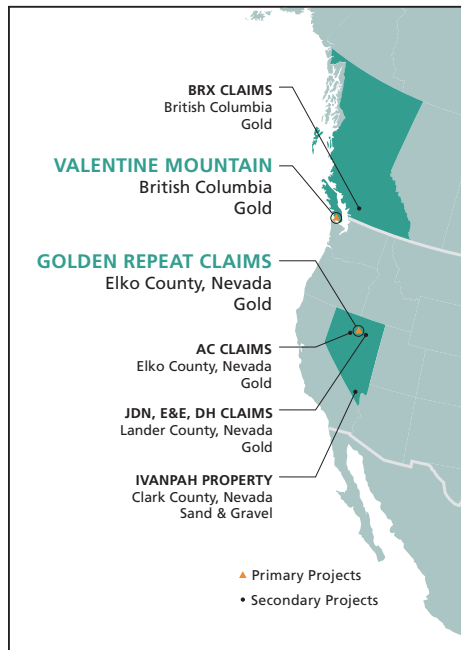 BRX CLAIMS
British Columbia
Gold
VALENTINE MOUNTAIN
British Columbia
Gold
GOLDEN REPEAT CLAIMS
Elko County, Nevada
Gold
AC CLAIMS
Elko County, Nevada
Gold
JDN, E&E, DH CLAIMS
Lander County, Nevada
Gold
IVANPAH PROPERTY
Clark County, Nevada
Sand & Gravel
Primary Projects
Secondary Projects